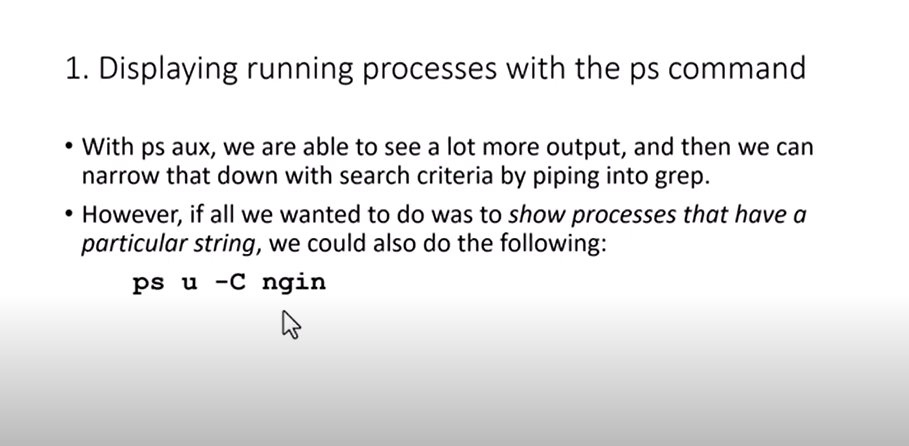 1. Displaying running processes with the ps command
• With ps aux, we are able to see a lot more output, and then we can
narrow that down with search criteria by piping into grep.
• However, if all we wanted to do was to show processes that have a
particular string, we could also do the following:
ps u -C ngin